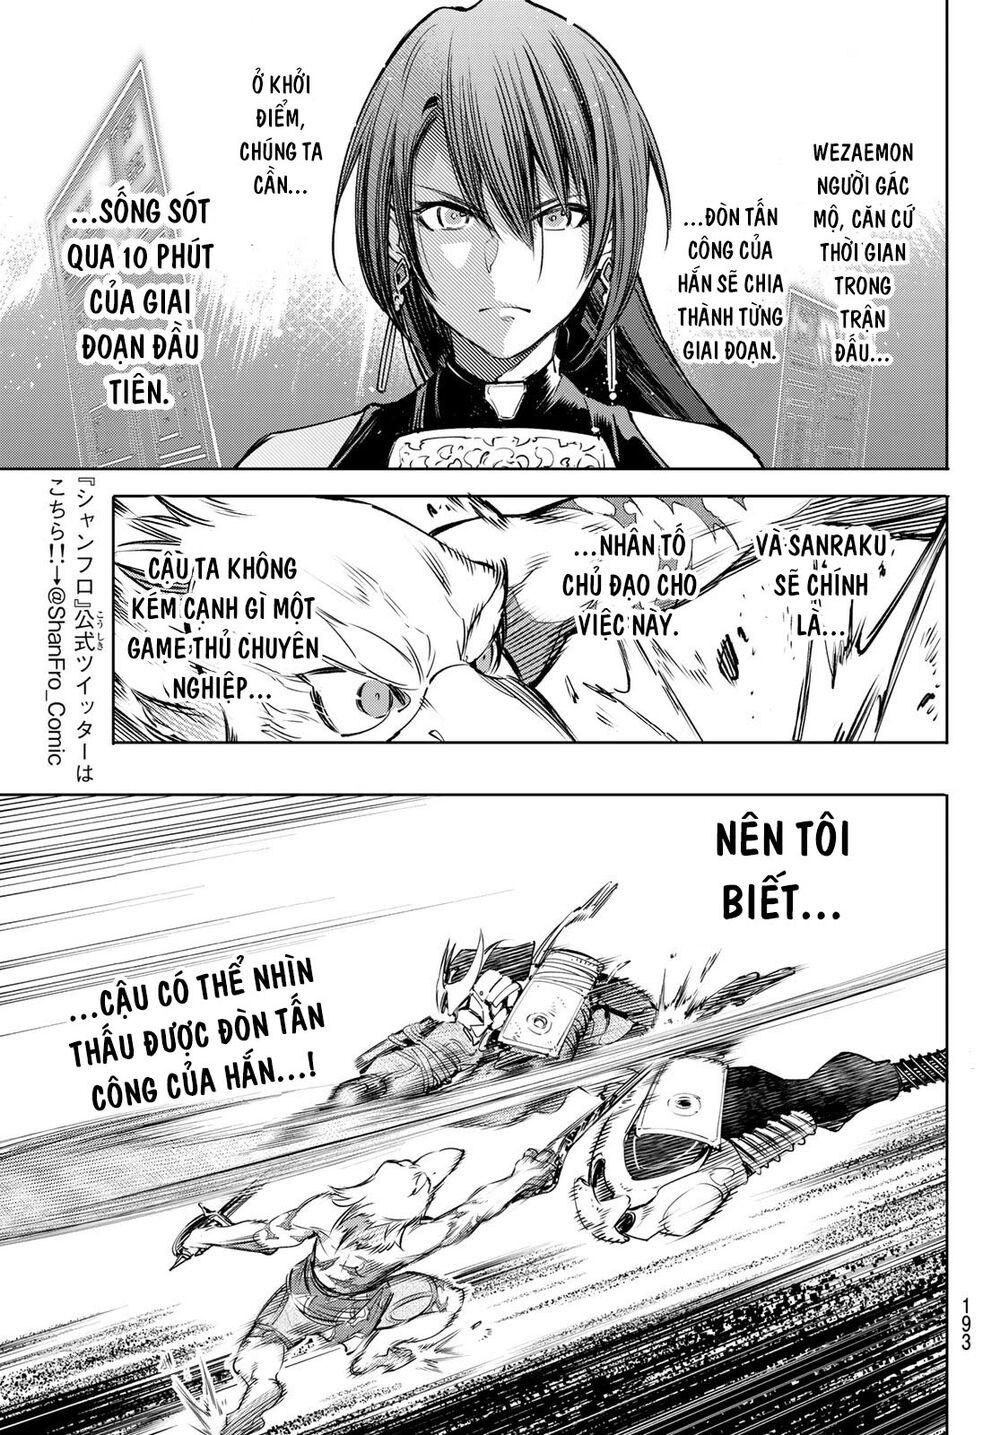 WEZAEMON
NGƯỜI GÁC
MỘ, CĂN CỨ
THỜI GIAN
TRONG
TRẬN
ĐẤU...
...ĐÒN TẤN
CÔNG CỦA
HẮN SẼ CHIA
THÀNH TỪNG
GIAI ĐOẠN.
Ở KHỞI
ĐIỂM,
CHÚNG TA
CẦN...
...SỐNG SÓT
QUA 10 PHÚT
CỦA GIAI
ĐOẠN ĐẦU
TIÊN.
VÀ SANRAKU
SẼ CHÍNH
LÀ...
...NHÂN TỐ
CHỦ ĐẠO CHO
VIỆC NÀY.
CẬU TA KHÔNG
KÉM CẠNH GÌ MỘT
GAME THỦ CHUYÊN
NGHIỆP...
『シャンフロ』公式ツイッターは
こうしき
こちら!!→@ShanFro_Comic
NÊN TÔI
BIẾT...
...CẬU CÓ THỂ NHÌN
THẤU ĐƯỢC ĐÒN TẤN
CÔNG CỦA HẮN...!
193